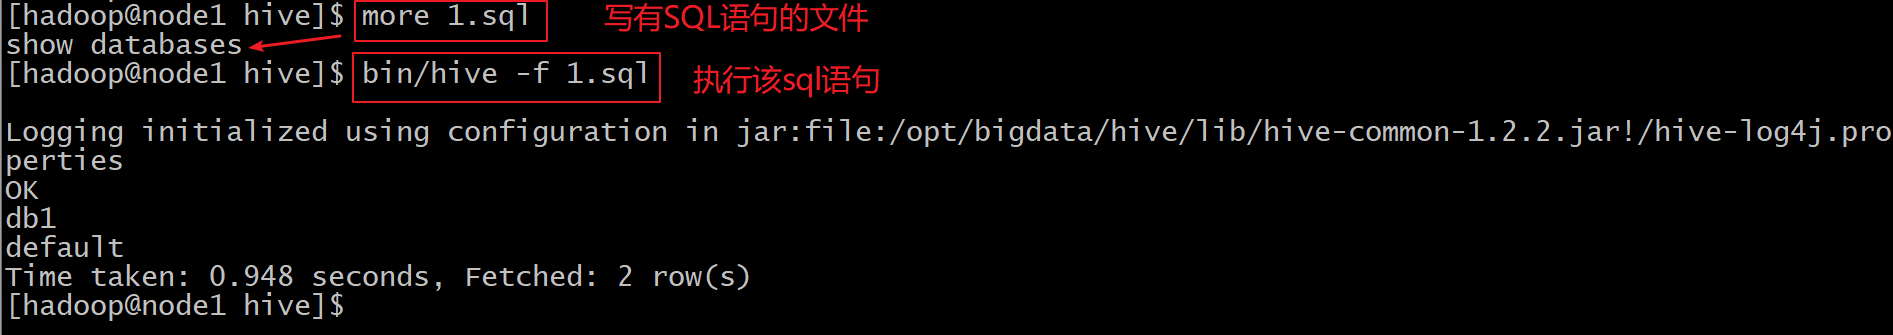 [hadoop@node1 hive]$ more 1.sql 写有SQL语句的文件
show databases
[hadoop@node1 hive]$ bin/hive -f 1.sql 执行该sql语句
Logging initialized using configuration in jar:file:/opt/bigdata/hive/lib/hive-common-1.2.2.jar!/hive-log4j.pro
perties
OK
db1
default
Time taken: 0.948 seconds, Fetched: 2 row(s)
[hadoop@node1 hive]$